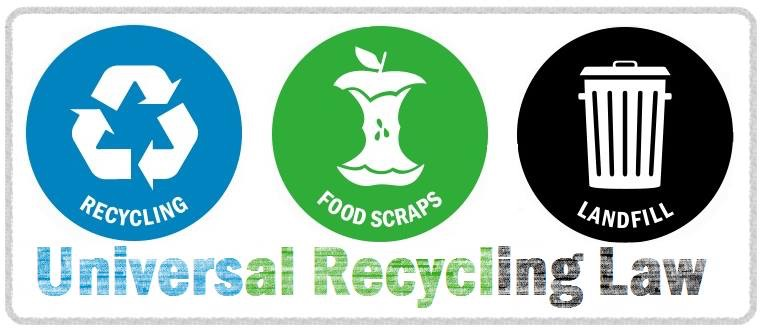 RECYCLING
FOOD SCRAPS
LANDFILL
Universal Recycling Law